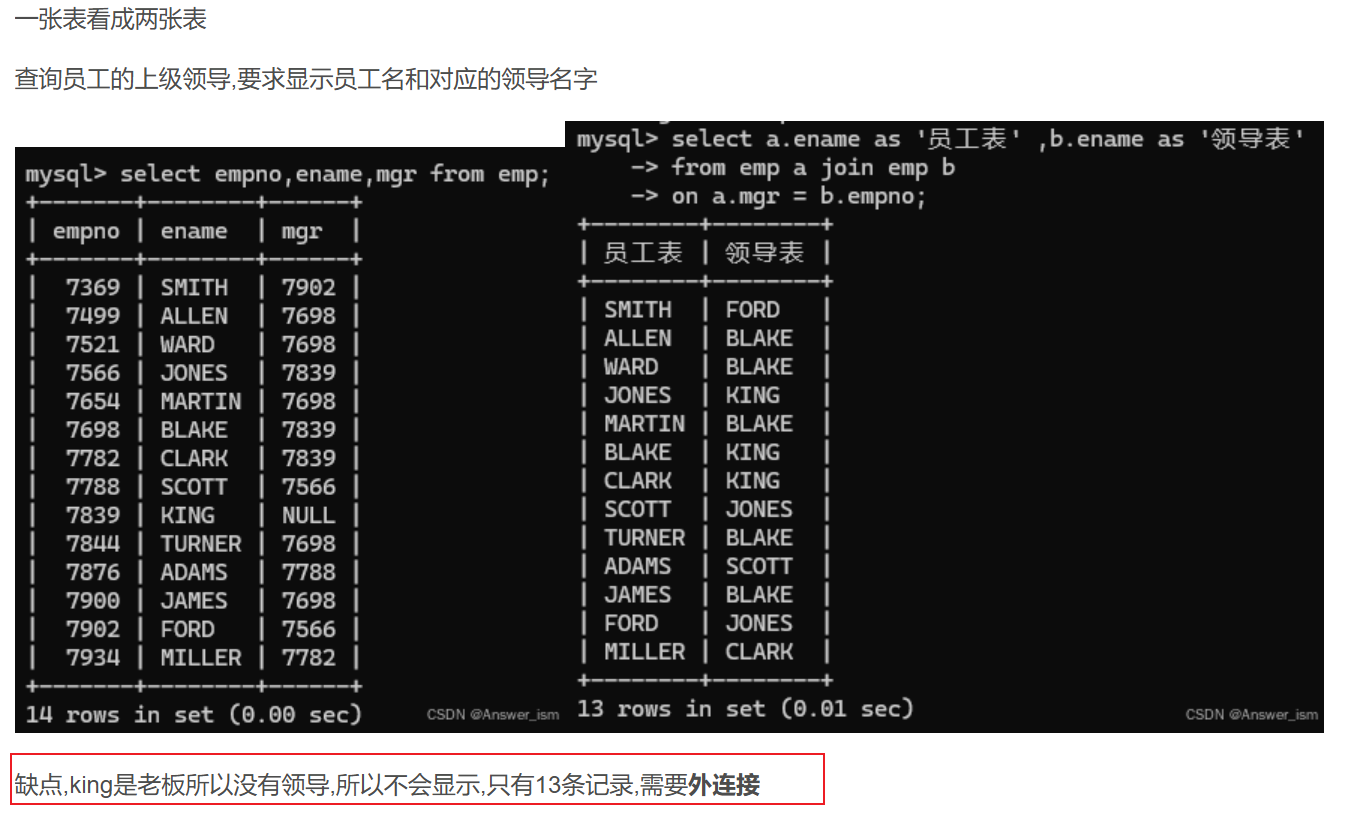 一张表看成两张表
查询员工的上级领导,要求显示员工名和对应的领导名字
mysql> select empno,ename,mgr from emp;
+-------+--------+------+
| empno | ename  | mgr  |
+-------+--------+------+
|  7369 | SMITH  | 7902 |
|  7499 | ALLEN  | 7698 |
|  7521 | WARD   | 7698 |
|  7566 | JONES  | 7839 |
|  7654 | MARTIN | 7698 |
|  7698 | BLAKE  | 7839 |
|  7782 | CLARK  | 7839 |
|  7788 | SCOTT  | 7566 |
|  7839 | KING   | NULL |
|  7844 | TURNER | 7698 |
|  7876 | ADAMS  | 7788 |
|  7900 | JAMES  | 7698 |
|  7902 | FORD   | 7566 |
|  7934 | MILLER | 7782 |
+-------+--------+------+
14 rows in set (0.00 sec)
CSDN @Answer_ism
mysql> select a.ename as '员工表' ,b.ename as '领导表'
    -> from emp a join emp b
    -> on a.mgr = b.empno;
+--------+--------+
| 员工表 | 领导表 |
+--------+--------+
| SMITH  | FORD   |
| ALLEN  | BLAKE  |
| WARD   | BLAKE  |
| JONES  | KING   |
| MARTIN | BLAKE  |
| BLAKE  | KING   |
| CLARK  | KING   |
| SCOTT  | JONES  |
| TURNER | BLAKE  |
| ADAMS  | SCOTT  |
| JAMES  | BLAKE  |
| FORD   | JONES  |
| MILLER | CLARK  |
+--------+--------+
13 rows in set (0.01 sec)
CSDN @Answer_ism
缺点,king是老板所以没有领导,所以不会显示,只有13条记录,需要外连接